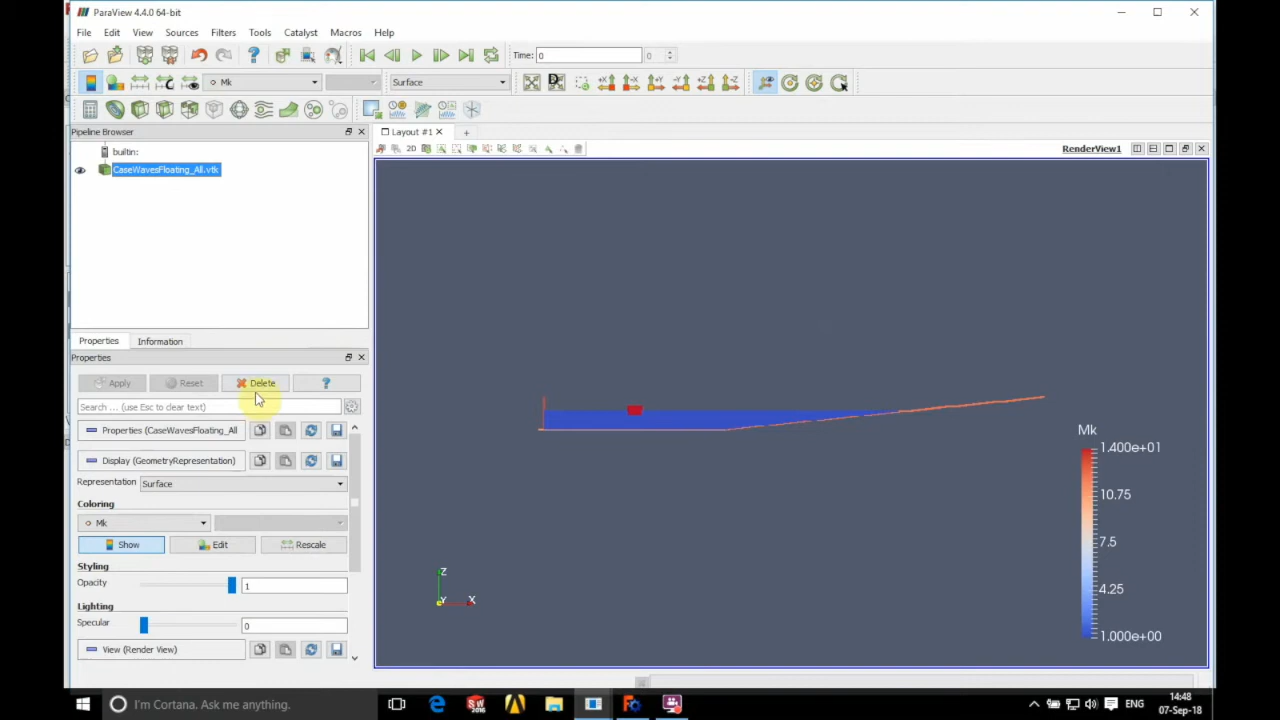 ParaView 4.4.0 64-bit
File Edit View Sources Filters Tools Catalyst Macros Help
Time: 0 0
Mk Surface
Pipeline Browser
Layout #1
builtin:
2D RenderView1
CaseWavesFloating_All.vtk
Properties Information
Properties
Apply Reset Delete ?
Search ... (use Esc to clear text)
Properties (CaseWavesFloating_All
Display (GeometryRepresentation)
Representation Surface
Coloring
Mk
Show Edit Rescale
Styling
Opacity 1
Lighting
Specular 0
View (Render View)
Mk
1.400e+01
10.75
7.5
4.25
1.000e+00
Z
Y X
I'm Cortana. Ask me anything.
ENG
14:48
07-Sep-18